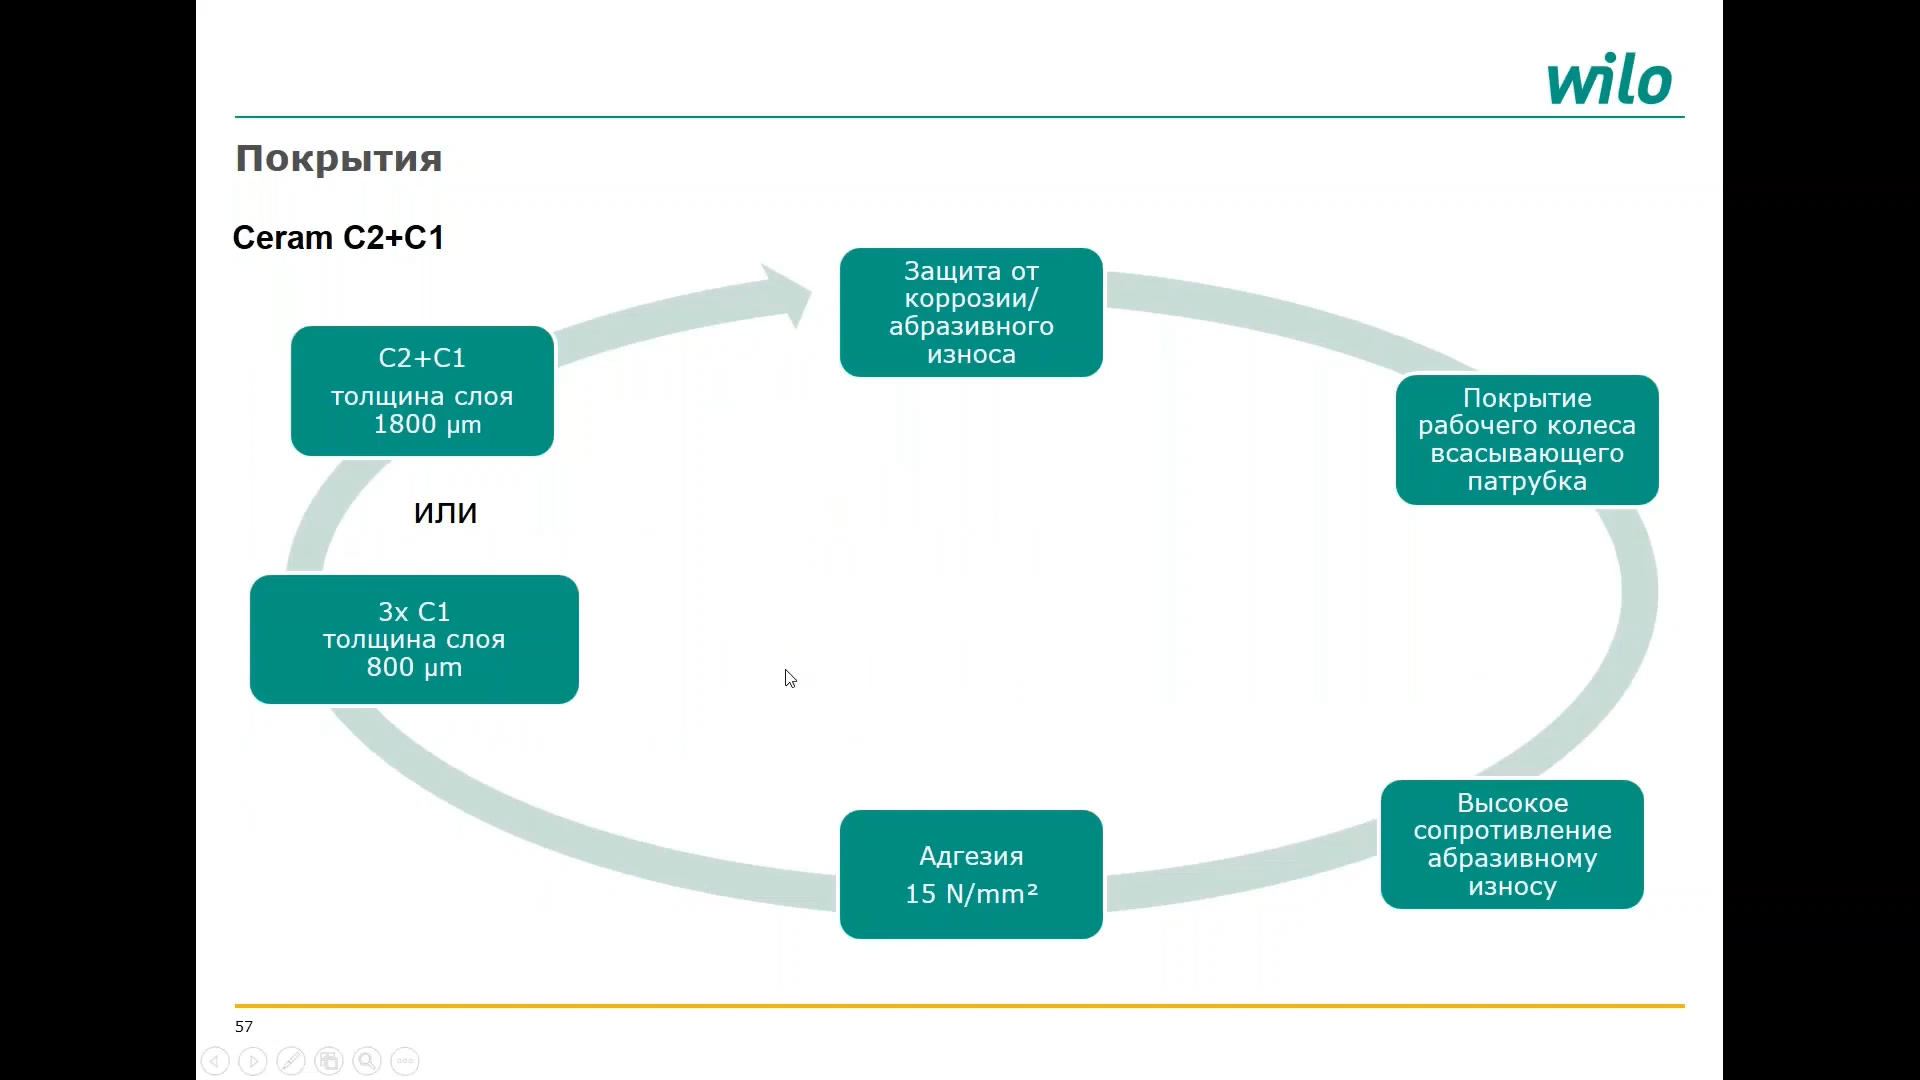 wilo
Покрытия
Ceram C2+C1
Защита от
коррозии/
абразивного
износа
Покрытие
рабочего колеса
всасывающего
патрубка
Высокое
сопротивление
абразивному
износу
Адгезия
15 N/mm²
3x C1
толщина слоя
800 µm
или
C2+C1
толщина слоя
1800 µm
57